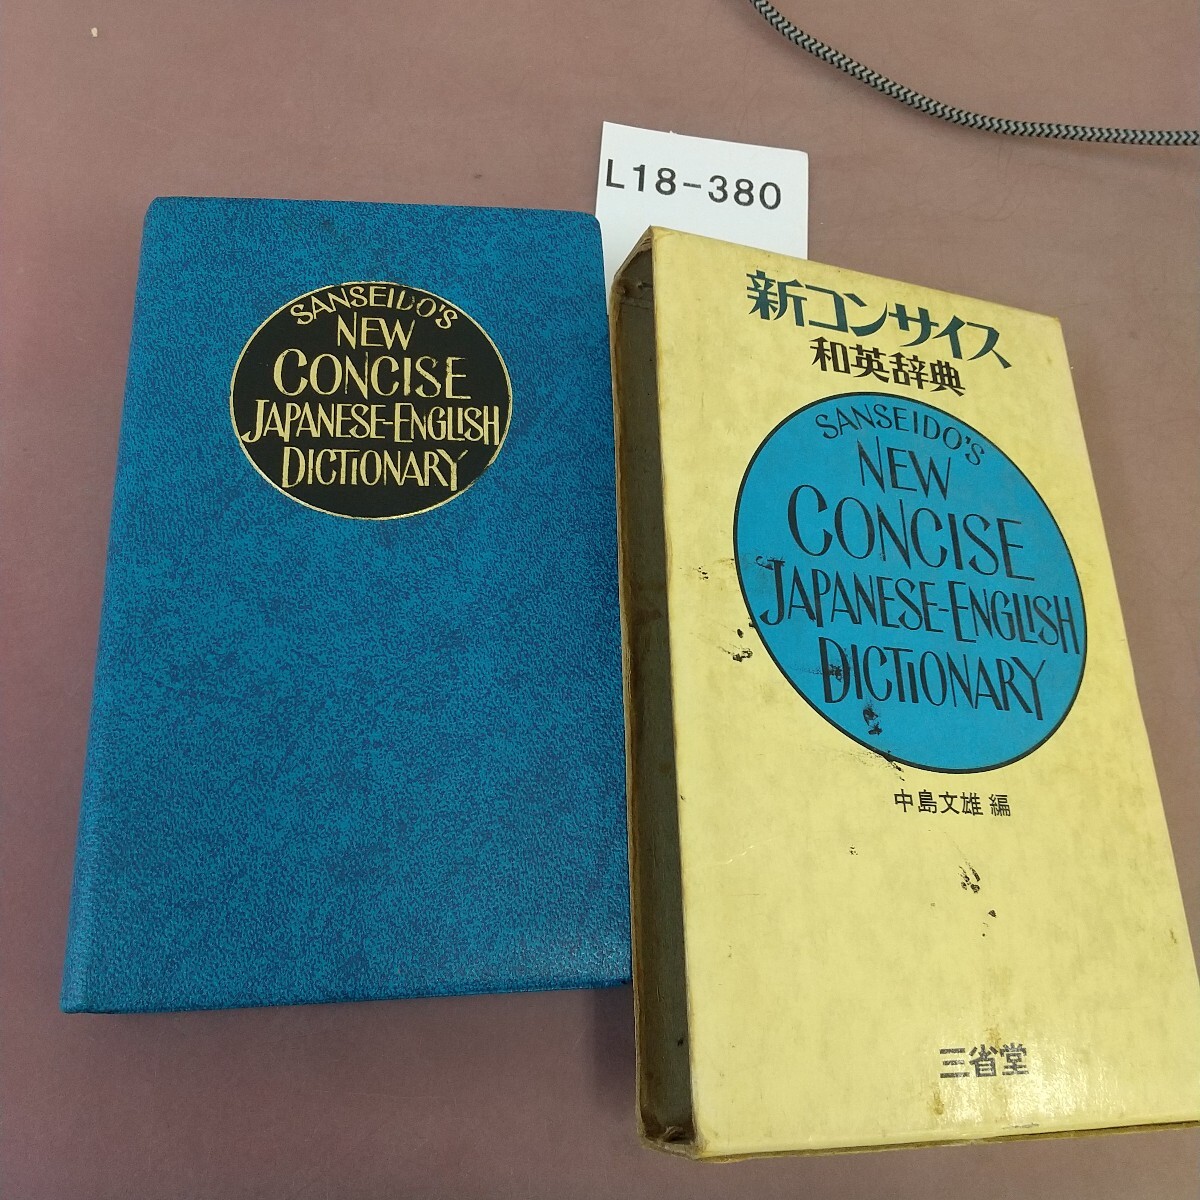 L18-380
SANSEIDO'S
NEW
CONCISE
JAPANESE-ENGLISH
DICTIONARY
新コンサイス
和英辞典
SANSEIDO'S
NEW
CONCISE
JAPANESE-ENGLISH
DICTIONARY
中島文雄 編
三省堂